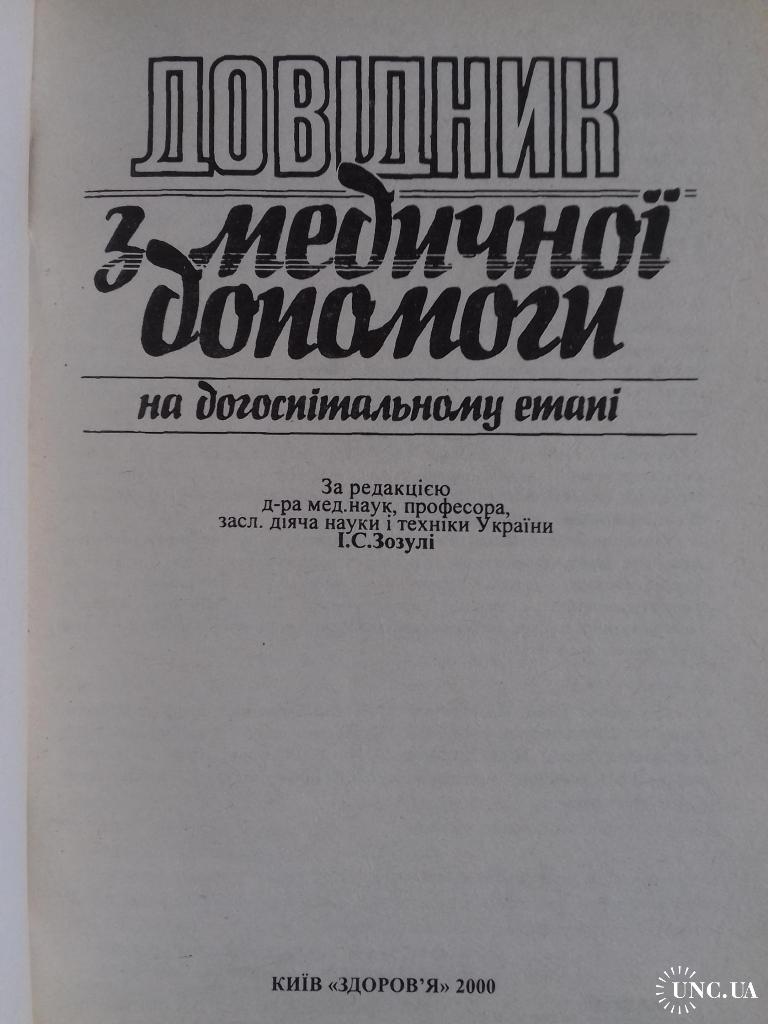 ДОВІДНИК
з медичної
допомоги
на догоспітальному етапі
За редакцією
д-ра мед.наук, професора,
засл. діяча науки і техніки України
І.С.Зозулі
КИЇВ «ЗДОРОВ'Я» 2000
UNC.UA